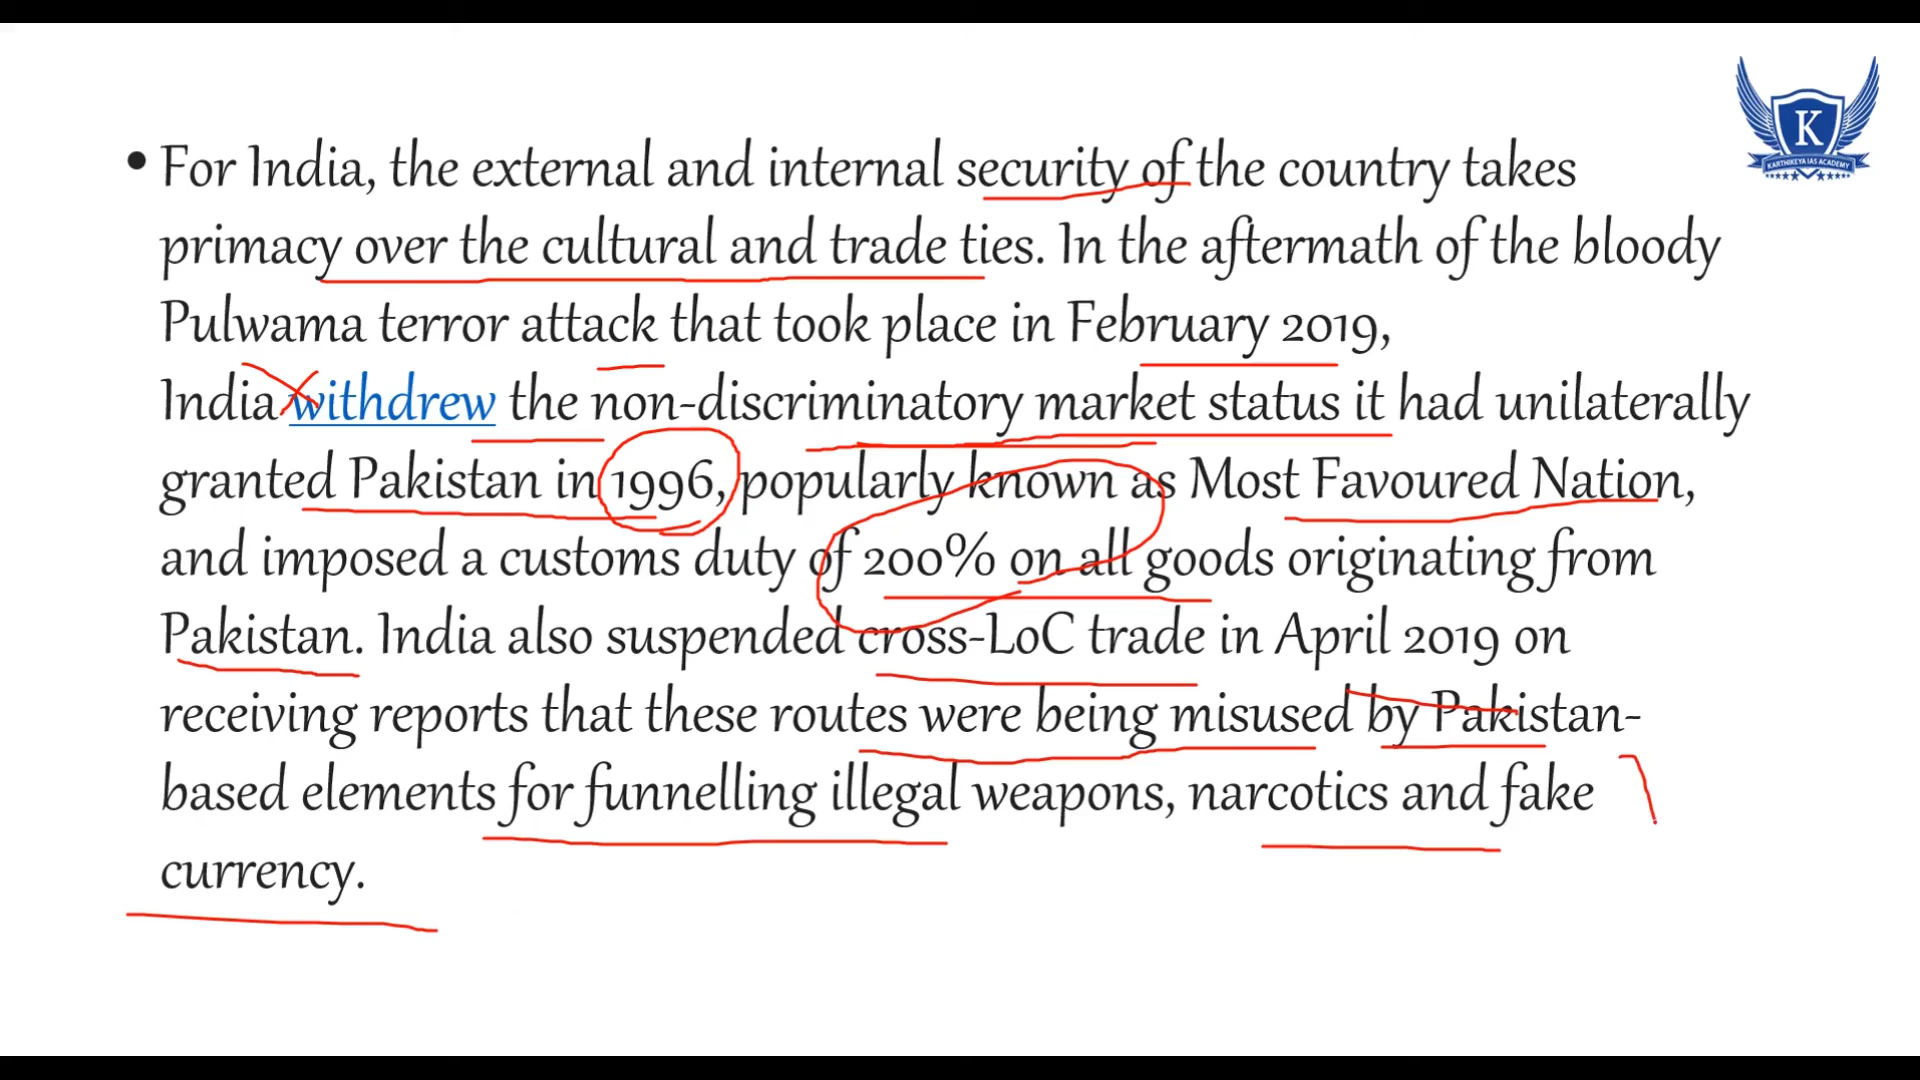 K
KARTHIKEYA IAS ACADEMY
• For India, the external and internal security of the country takes
primacy over the cultural and trade ties. In the aftermath of the bloody
Pulwama terror attack that took place in February 2019,
India withdrew the non-discriminatory market status it had unilaterally
granted Pakistan in 1996, popularly known as Most Favoured Nation,
and imposed a customs duty of 200% on all goods originating from
Pakistan. India also suspended cross-LoC trade in April 2019 on
receiving reports that these routes were being misused by Pakistan-
based elements for funnelling illegal weapons, narcotics and fake
currency.